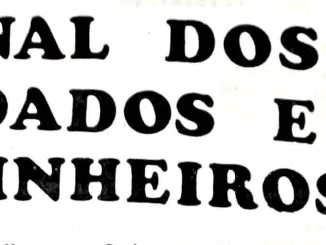 NAL DOS
DADOS E
INHEIROS